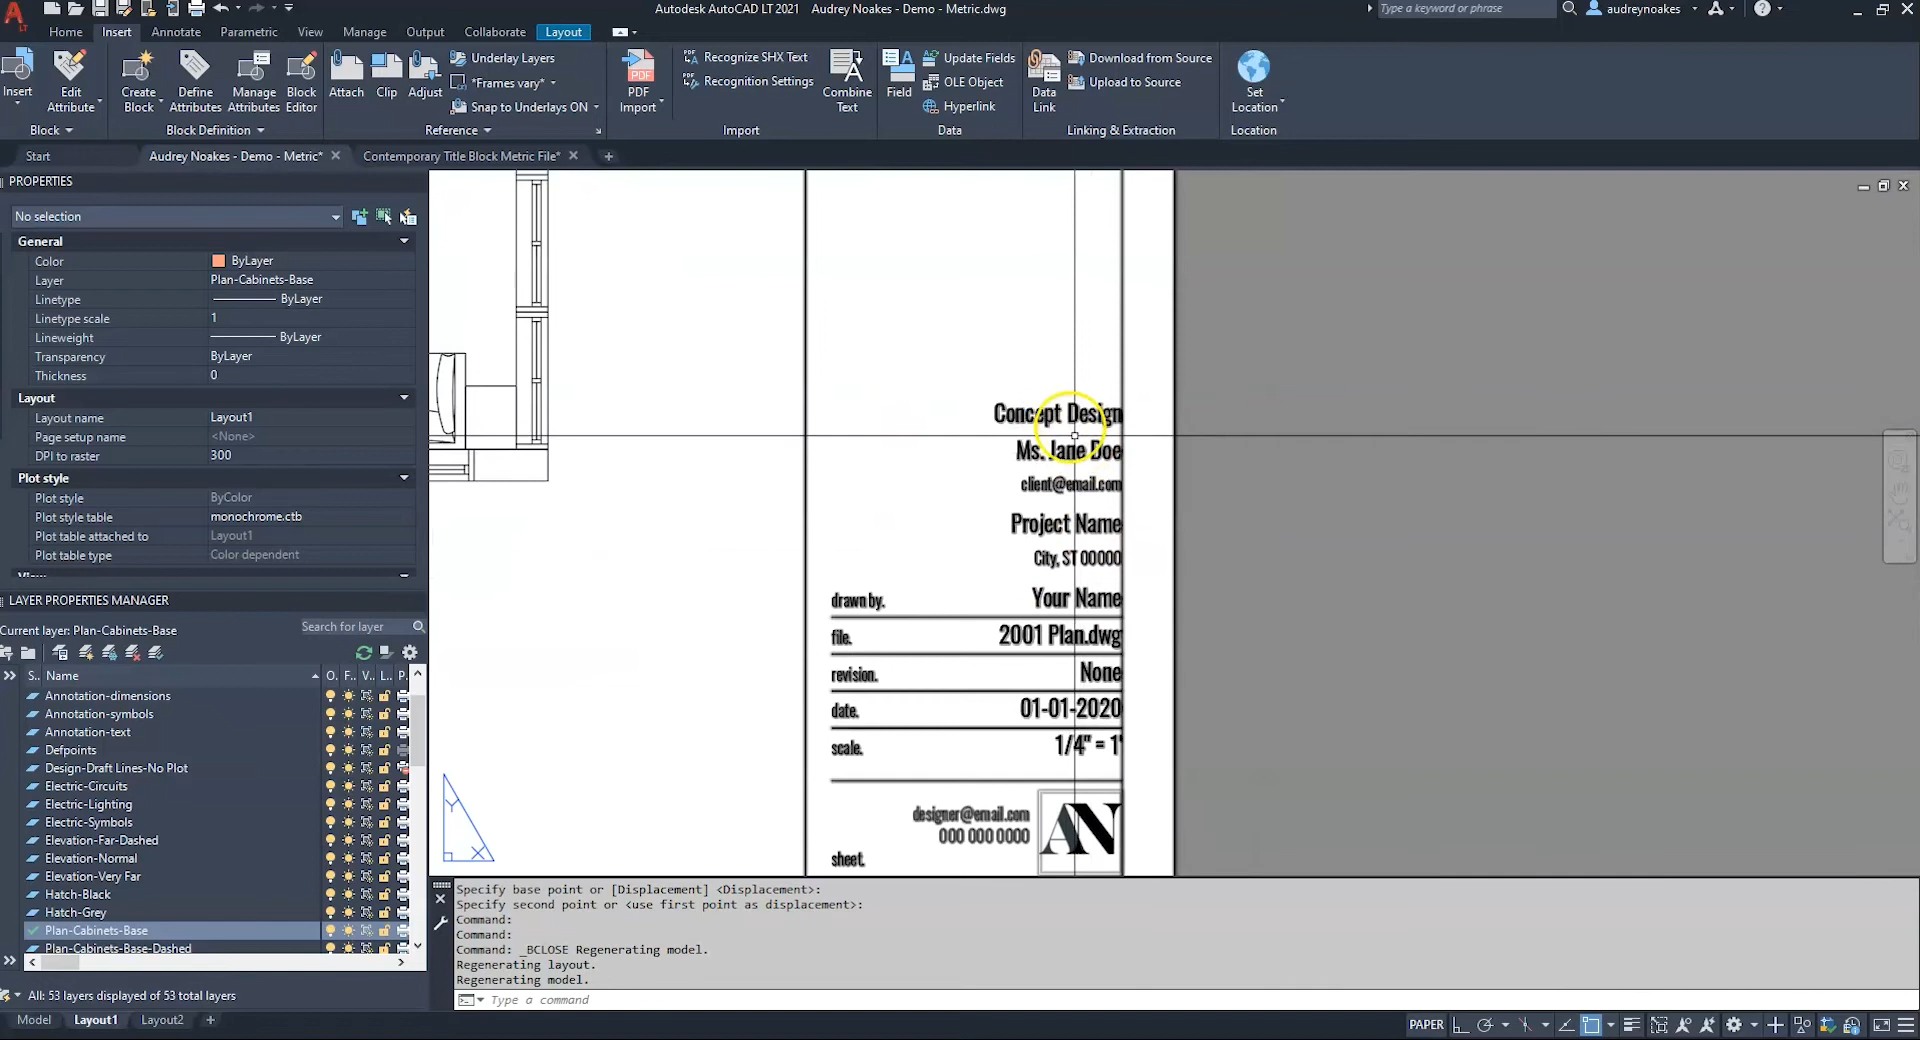 Autodesk AutoCAD LT 2021 Audrey Noakes - Demo - Metric.dwg
Type a keyword or phrase
audreynoakes
Home Insert Annotate Parametric View Manage Output Collaborate Layout
Insert
Edit Attribute
Block
Create Block
Define Attributes
Manage Attributes
Block Editor
Block Definition
Attach
Clip
Adjust
Underlay Layers
*Frames vary*
Snap to Underlays ON
Reference
PDF Import
Recognize SHX Text
Recognition Settings
Combine Text
Import
Field
Update Fields
OLE Object
Hyperlink
Data
Data Link
Download from Source
Upload to Source
Linking & Extraction
Set Location
Location
Start
Audrey Noakes - Demo - Metric*
Contemporary Title Block Metric File*
PROPERTIES
No selection
General
Color ByLayer
Layer Plan-Cabinets-Base
Linetype ByLayer
Linetype scale 1
Lineweight ByLayer
Transparency ByLayer
Thickness 0
Layout
Layout name Layout1
Page setup name <None>
DPI to raster 300
Plot style
Plot style ByColor
Plot style table monochrome.ctb
Plot table attached to Layout1
Plot table type Color dependent
LAYER PROPERTIES MANAGER
Current layer: Plan-Cabinets-Base
Search for layer
S.. Name O. F.. V.. L.. P.
Annotation-dimensions
Annotation-symbols
Annotation-text
Defpoints
Design-Draft Lines-No Plot
Electric-Circuits
Electric-Lighting
Electric-Symbols
Elevation-Far-Dashed
Elevation-Normal
Elevation-Very Far
Hatch-Black
Hatch-Grey
Plan-Cabinets-Base
Plan-Cabinets-Base-Dashed
All: 53 layers displayed of 53 total layers
Model Layout1 Layout2
Concept Design
Ms. Jane Doe
client@email.com
Project Name
City, ST 00000
drawn by. Your Name
file. 2001 Plan.dwg
revision. None
date. 01-01-2020
scale. 1/4" = 1'
designer@email.com
000 000 0000
AN
sheet.
Y
X
Specify base point or [Displacement] <Displacement>:
Specify second point or <use first point as displacement>:
Command:
Command:
Command: _BCLOSE Regenerating model.
Regenerating layout.
Regenerating model.
Type a command
PAPER